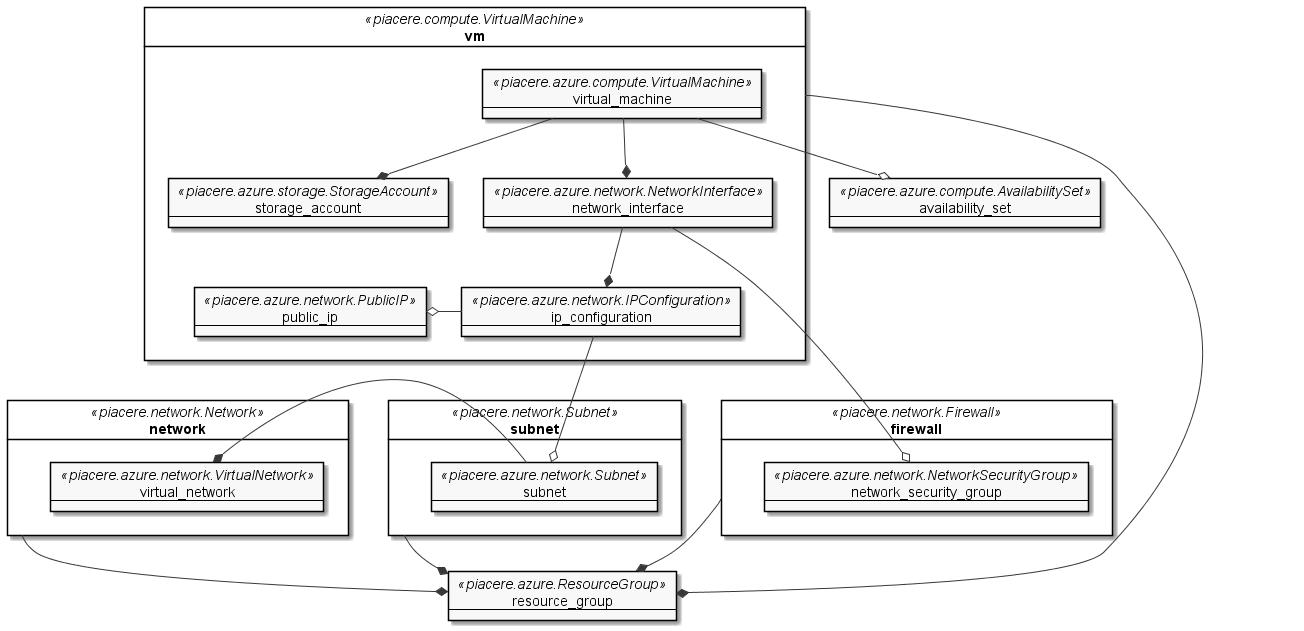 «piacere.compute.VirtualMachine»
vm
«piacere.azure.compute.VirtualMachine»
virtual_machine
«piacere.azure.storage.StorageAccount»
storage_account
«piacere.azure.network.NetworkInterface»
network_interface
«piacere.azure.compute.AvailabilitySet»
availability_set
«piacere.azure.network.PublicIP»
public_ip
«piacere.azure.network.IPConfiguration»
ip_configuration
«piacere.network.Network»
network
«piacere.azure.network.VirtualNetwork»
virtual_network
«piacere.network.Subnet»
subnet
«piacere.azure.network.Subnet»
subnet
«piacere.network.Firewall»
firewall
«piacere.azure.network.NetworkSecurityGroup»
network_security_group
«piacere.azure.ResourceGroup»
resource_group